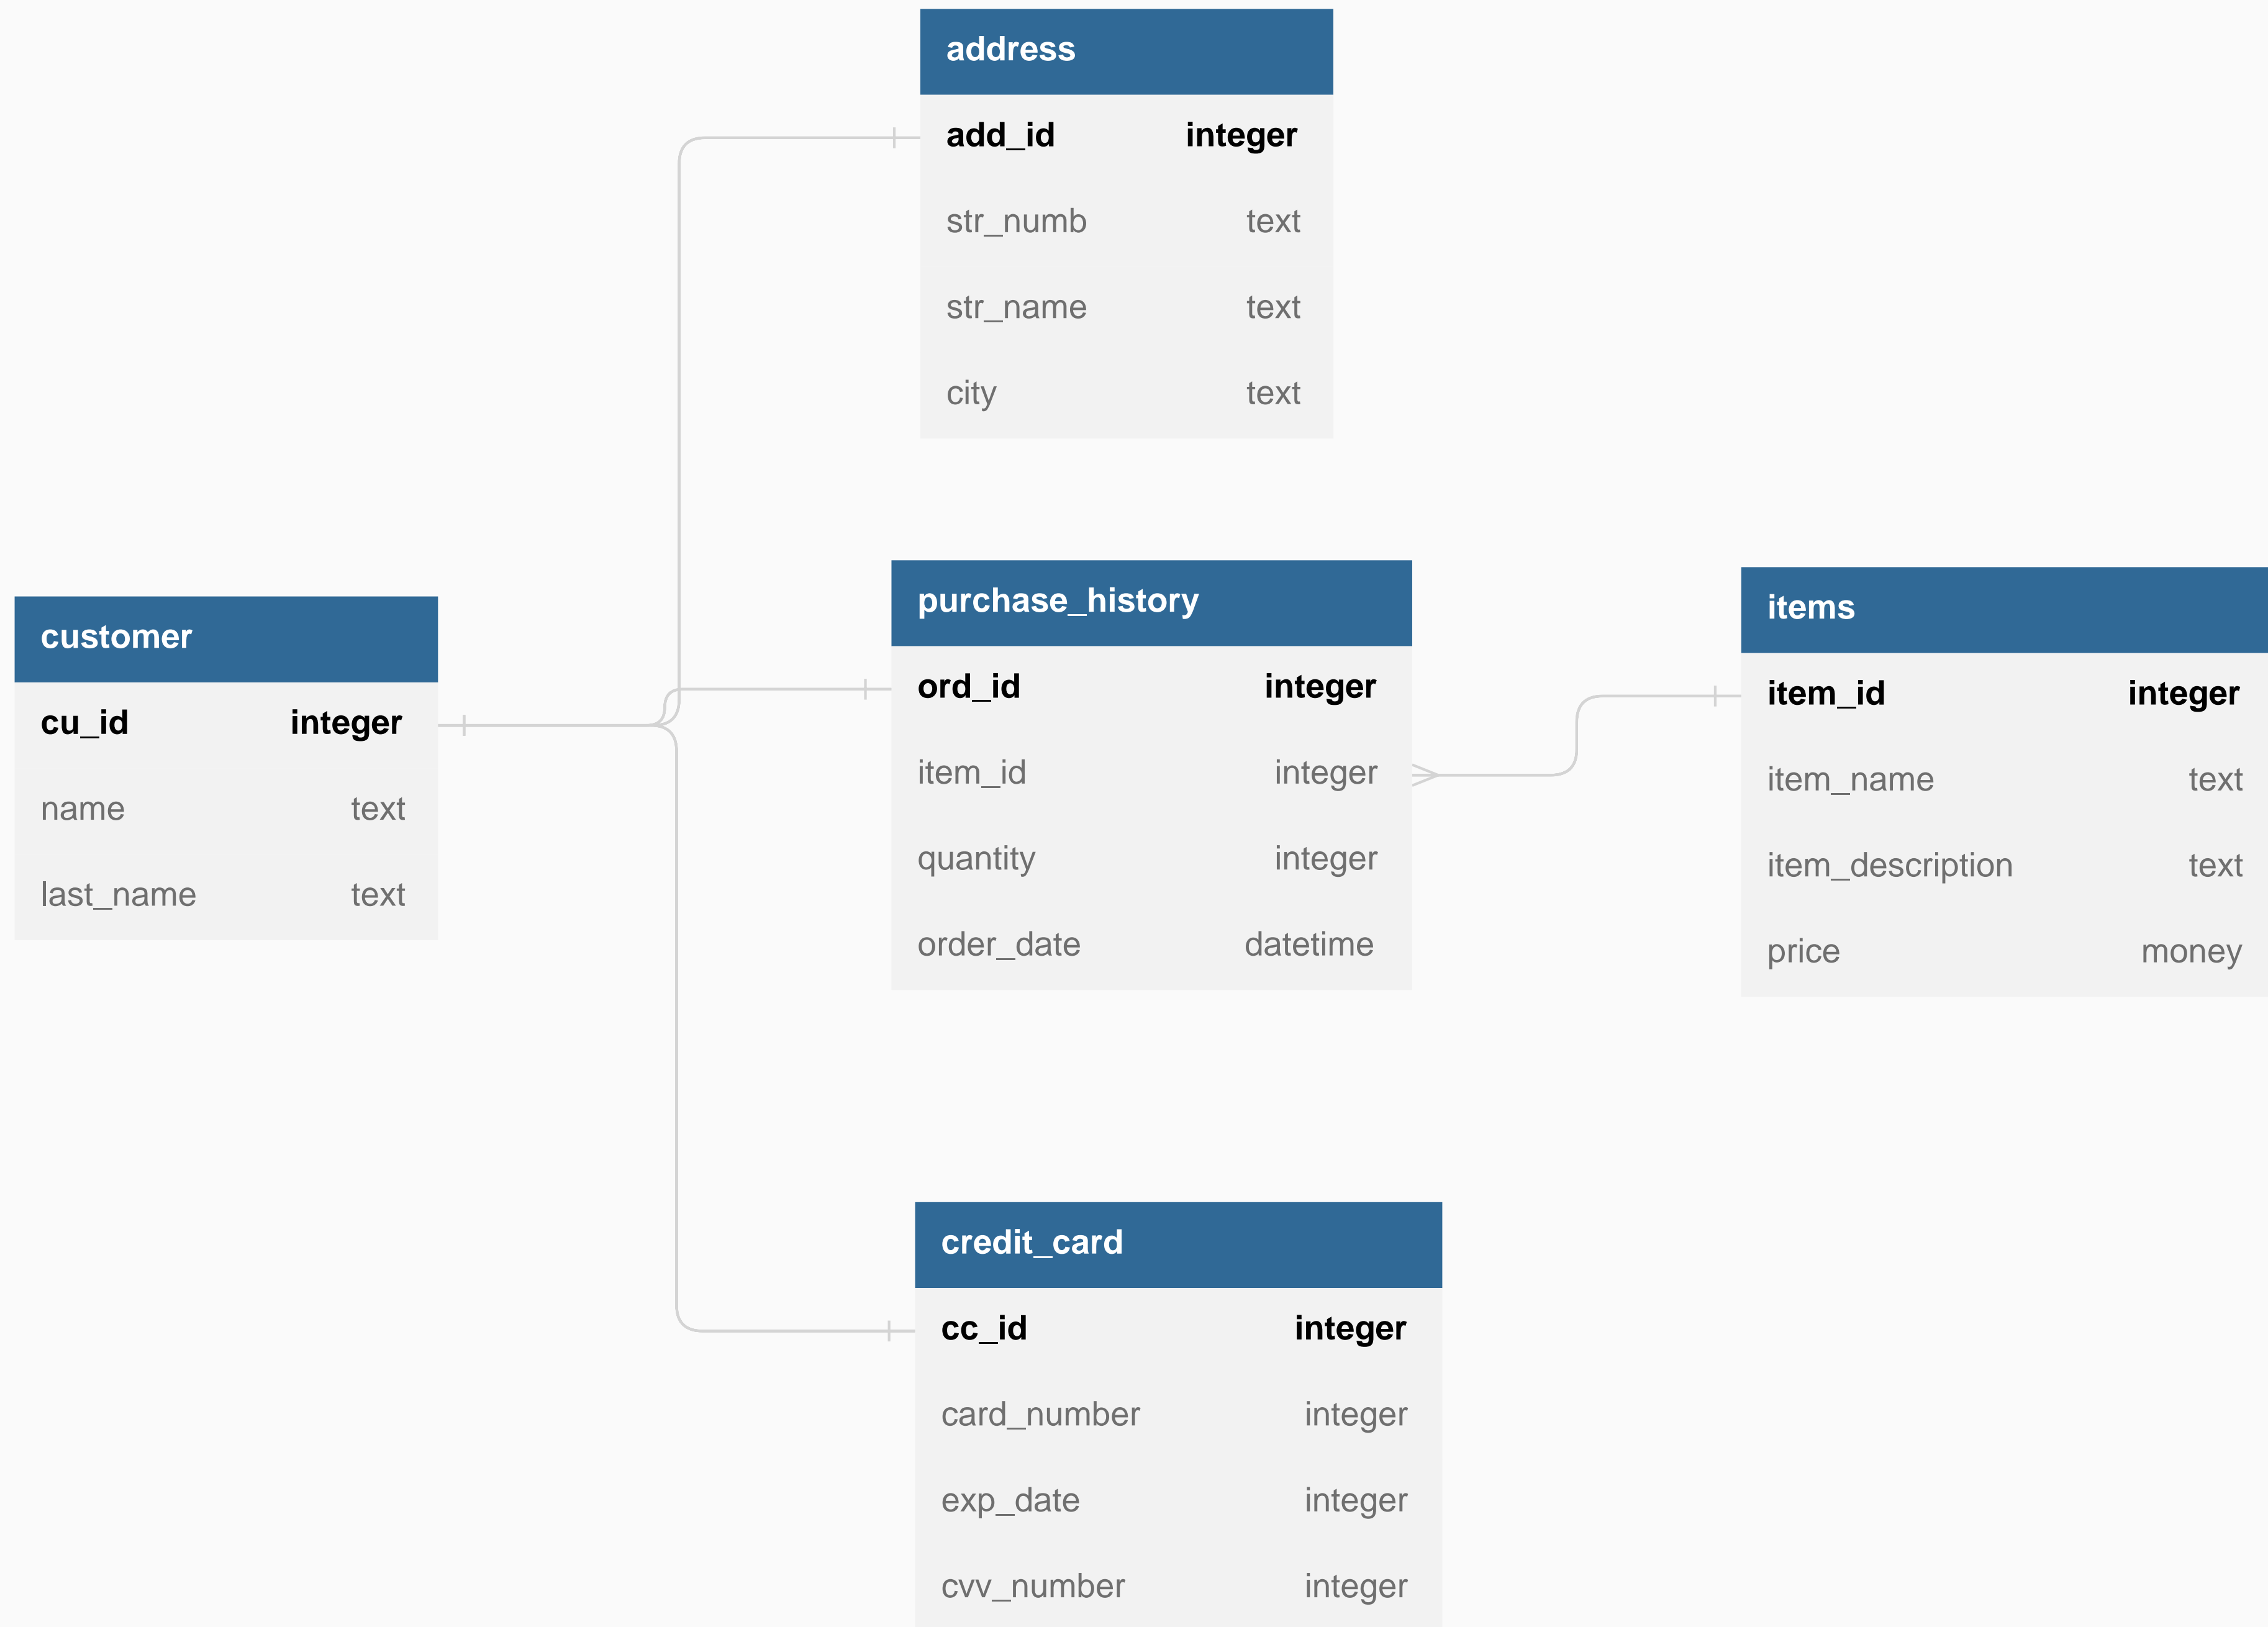 address
add_id integer
str_numb text
str_name text
city text
customer
cu_id integer
name text
last_name text
purchase_history
ord_id integer
item_id integer
quantity integer
order_date datetime
items
item_id integer
item_name text
item_description text
price money
credit_card
cc_id integer
card_number integer
exp_date integer
cvv_number integer